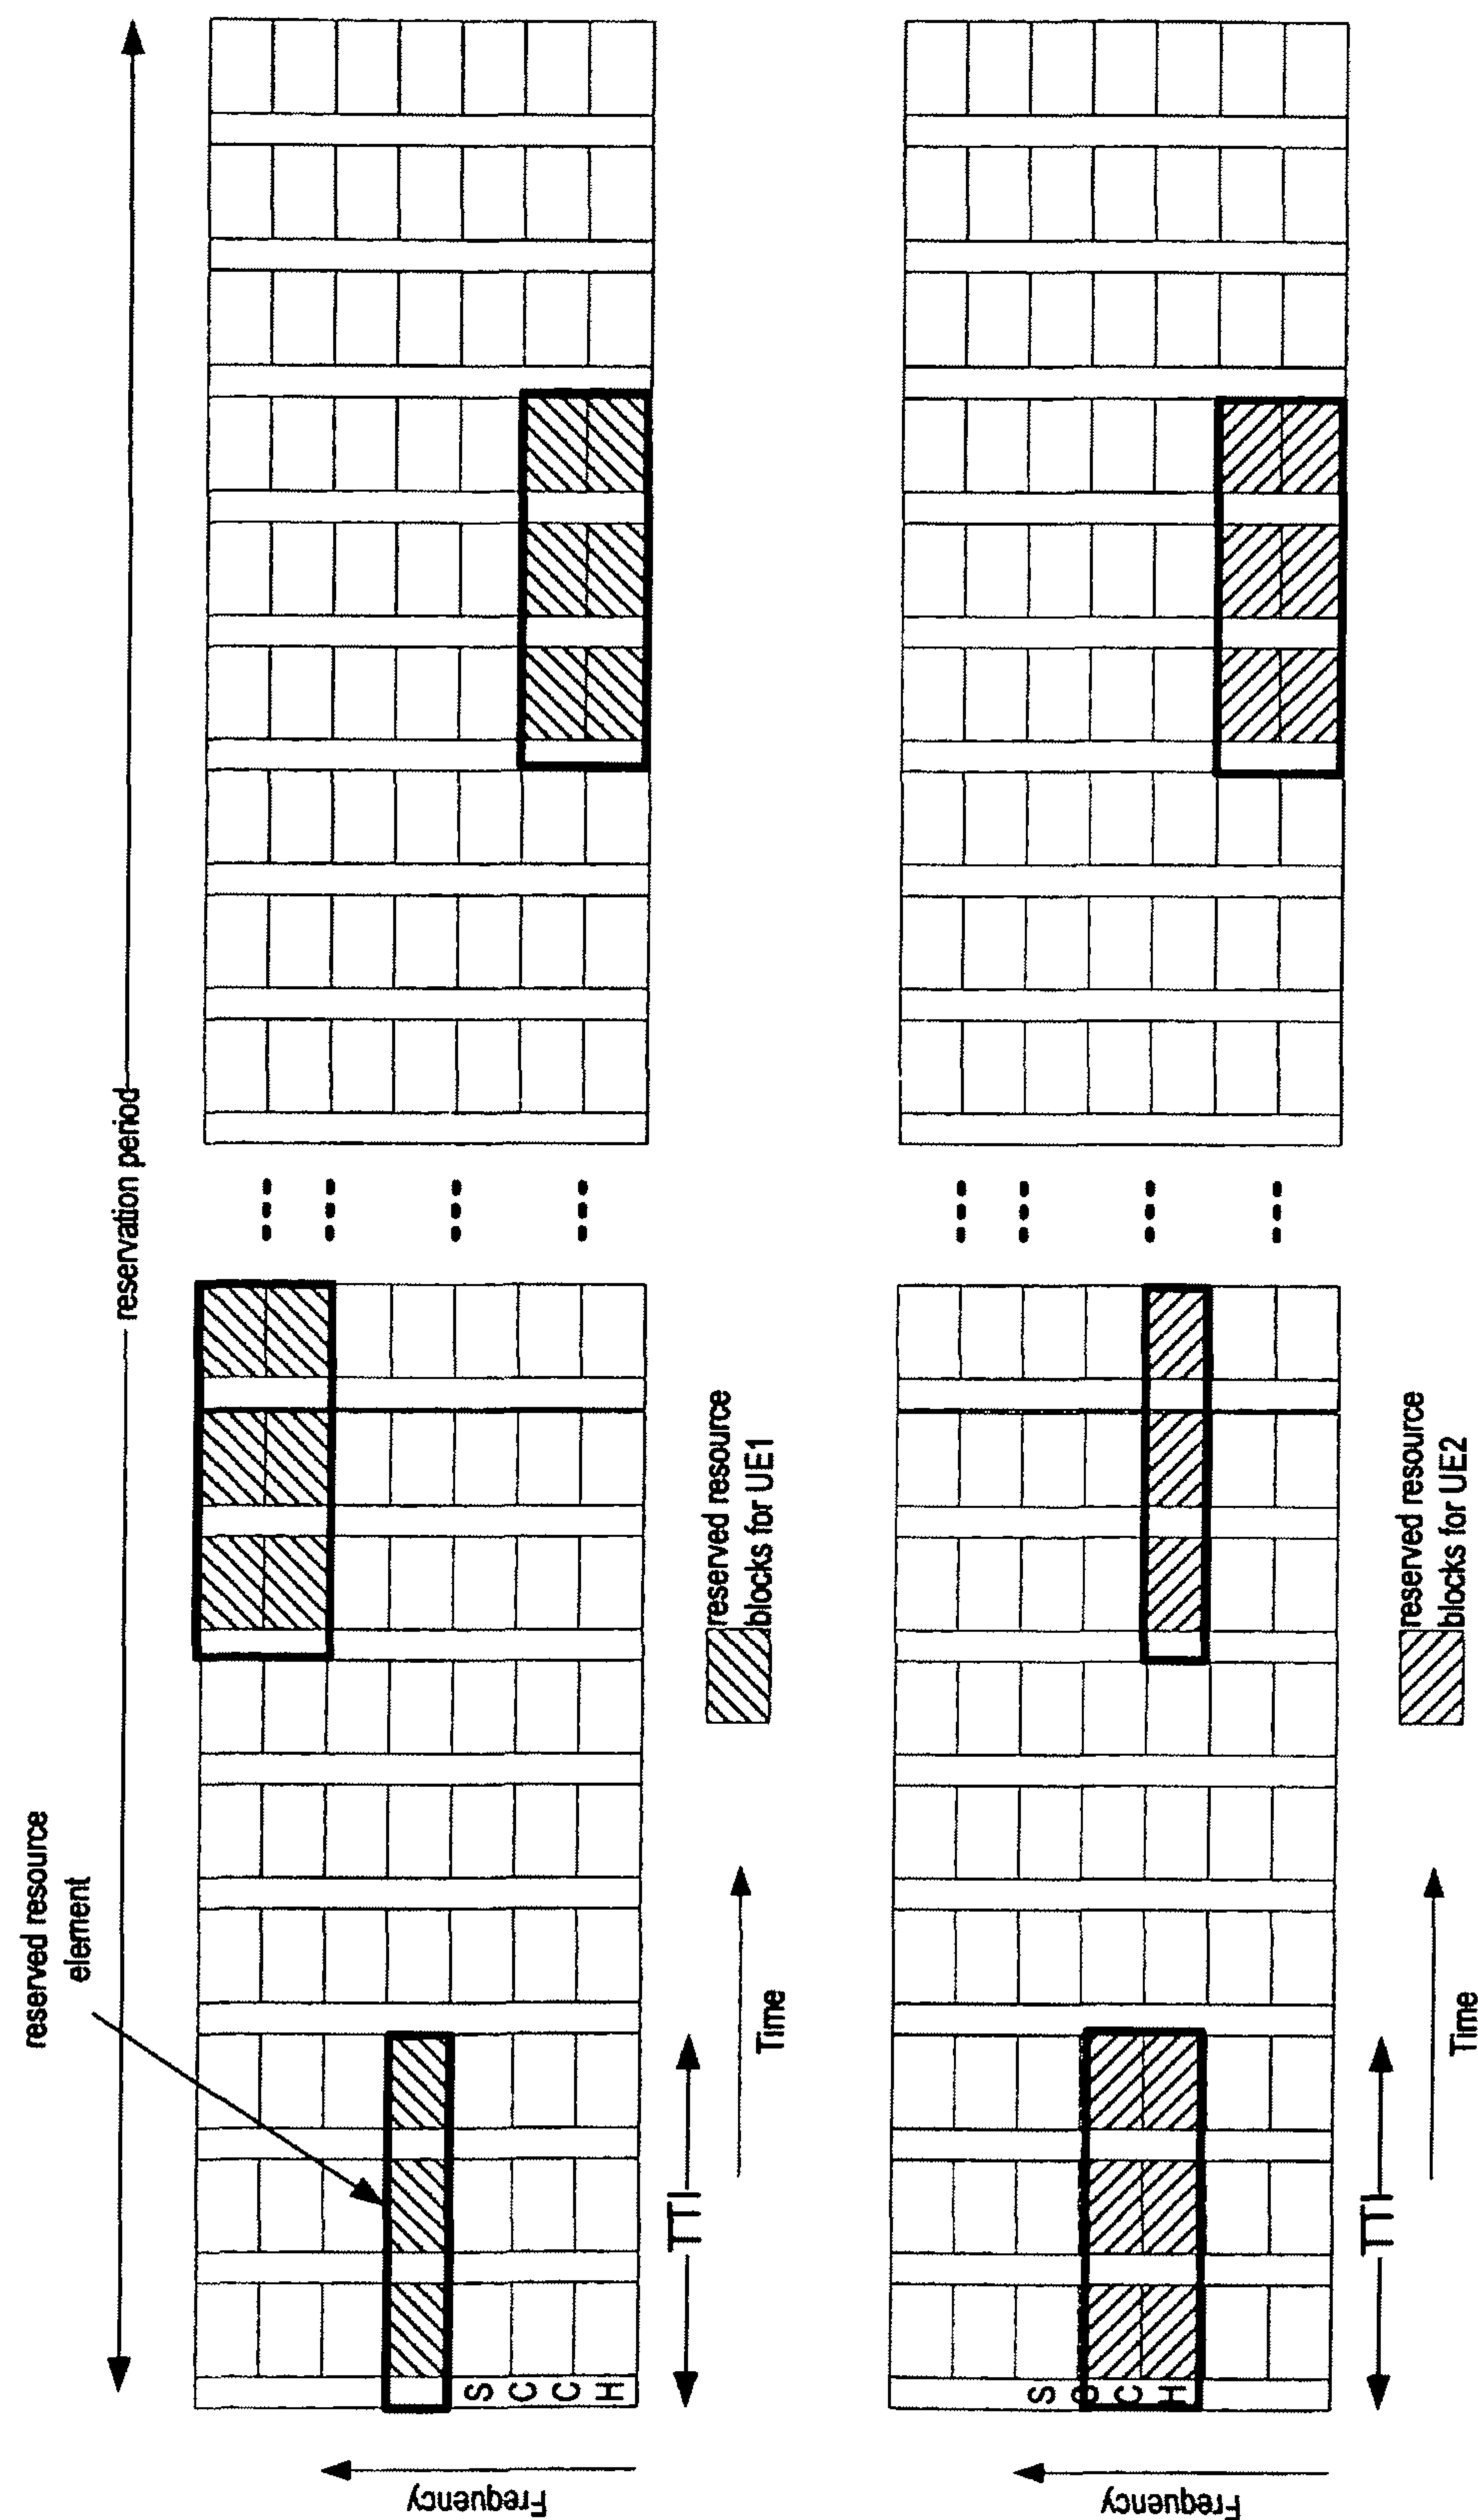 reservation period
reserved resource
element
Frequency
S
C
C
H
TTI
Time
reserved resource
blocks for UE1
Frequency
S
C
C
H
TTI
Time
reserved resource
blocks for UE2